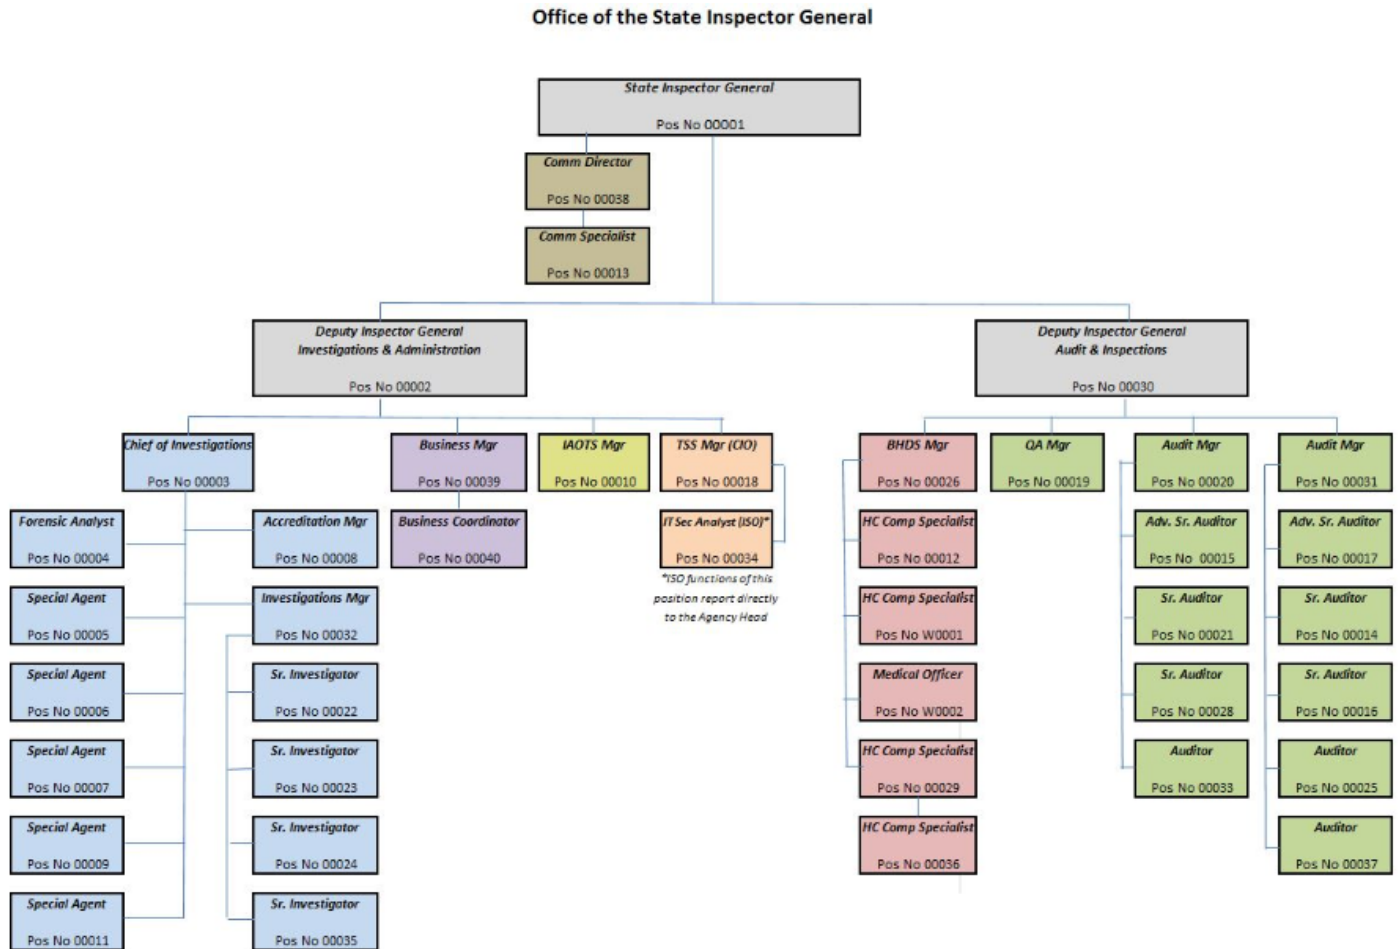 Office of the State Inspector General
State Inspector General
Pos No 00001
Comm Director
Pos No 00038
Comm Specialist
Pos No 00013
Deputy Inspector General
Investigations & Administration
Pos No 00002
Deputy Inspector General
Audit & Inspections
Pos No 00030
Chief of Investigations
Pos No 00003
Business Mgr
Pos No 00039
IAOTS Mgr
Pos No 00010
TSS Mgr (CIO)
Pos No 00018
BHDS Mgr
Pos No 00026
QA Mgr
Pos No 00019
Audit Mgr
Pos No 00020
Audit Mgr
Pos No 00031
Forensic Analyst
Pos No 00004
Accreditation Mgr
Pos No 00008
Business Coordinator
Pos No 00040
IT Sec Analyst (ISO)*
Pos No 00034
*ISO functions of this
position report directly
to the Agency Head
HC Comp Specialist
Pos No 00012
Adv. Sr. Auditor
Pos No 00015
Adv. Sr. Auditor
Pos No 00017
Special Agent
Pos No 00005
Investigations Mgr
Pos No 00032
HC Comp Specialist
Pos No W0001
Sr. Auditor
Pos No 00021
Sr. Auditor
Pos No 00014
Special Agent
Pos No 00006
Sr. Investigator
Pos No 00022
Medical Officer
Pos No W0002
Sr. Auditor
Pos No 00028
Sr. Auditor
Pos No 00016
Special Agent
Pos No 00007
Sr. Investigator
Pos No 00023
HC Comp Specialist
Pos No 00029
Auditor
Pos No 00033
Auditor
Pos No 00025
Special Agent
Pos No 00009
Sr. Investigator
Pos No 00024
HC Comp Specialist
Pos No 00036
Auditor
Pos No 00037
Special Agent
Pos No 00011
Sr. Investigator
Pos No 00035